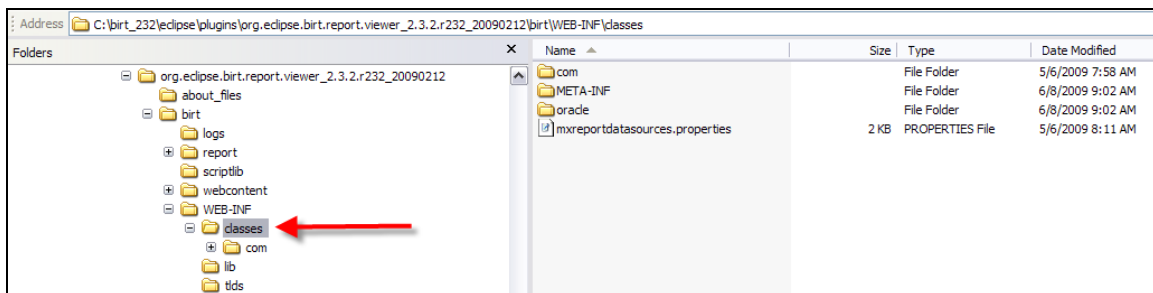 Address C:\birt_232\eclipse\plugins\org.eclipse.birt.report.viewer_2.3.2.r232_20090212\birt\WEB-INF\classes
Folders x Name Size Type Date Modified
org.eclipse.birt.report.viewer_2.3.2.r232_20090212 com File Folder 5/6/2009 7:58 AM
about_files META-INF File Folder 6/8/2009 9:02 AM
birt oracle File Folder 6/8/2009 9:02 AM
logs mxreportdatasources.properties 2 KB PROPERTIES File 5/6/2009 8:11 AM
report
scriptlib
webcontent
WEB-INF
classes
com
lib
tlds